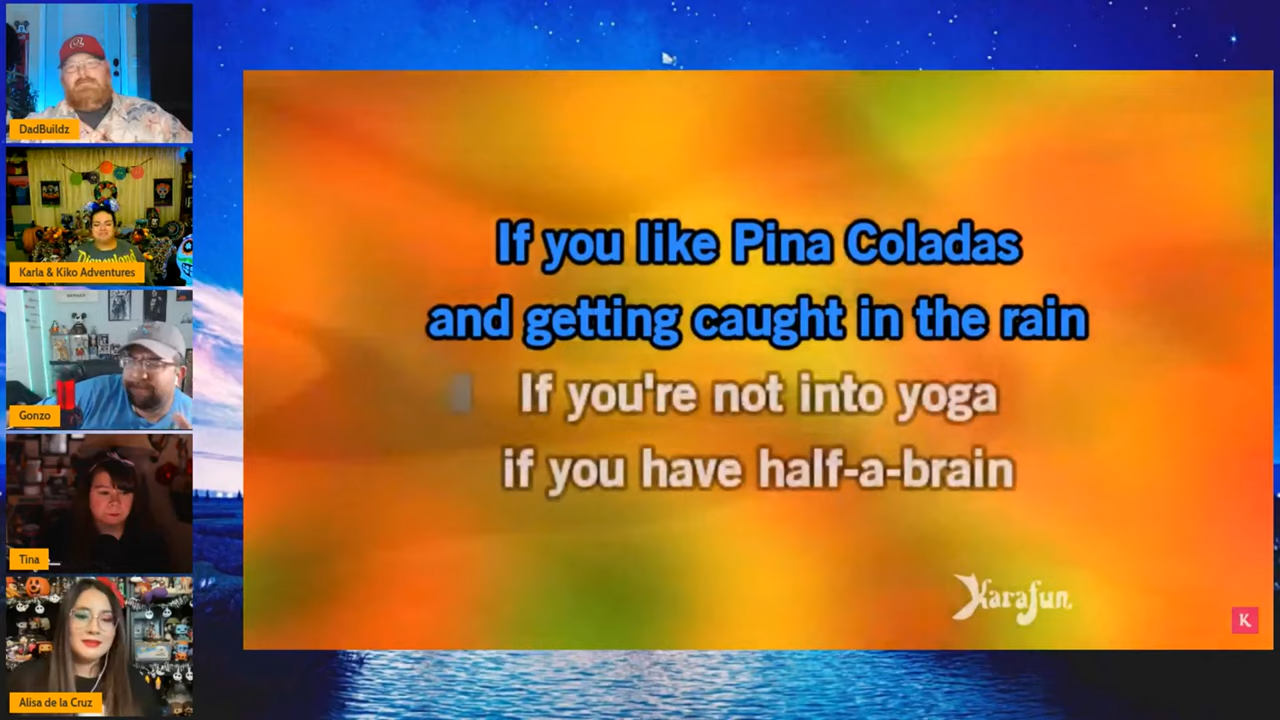 DadBuildz
Disneyland
Karla & Kiko Adventures
Gonzo
Tina
Alisa de la Cruz
If you like Pina Coladas
and getting caught in the rain
If you're not into yoga
if you have half-a-brain
Karafun
K